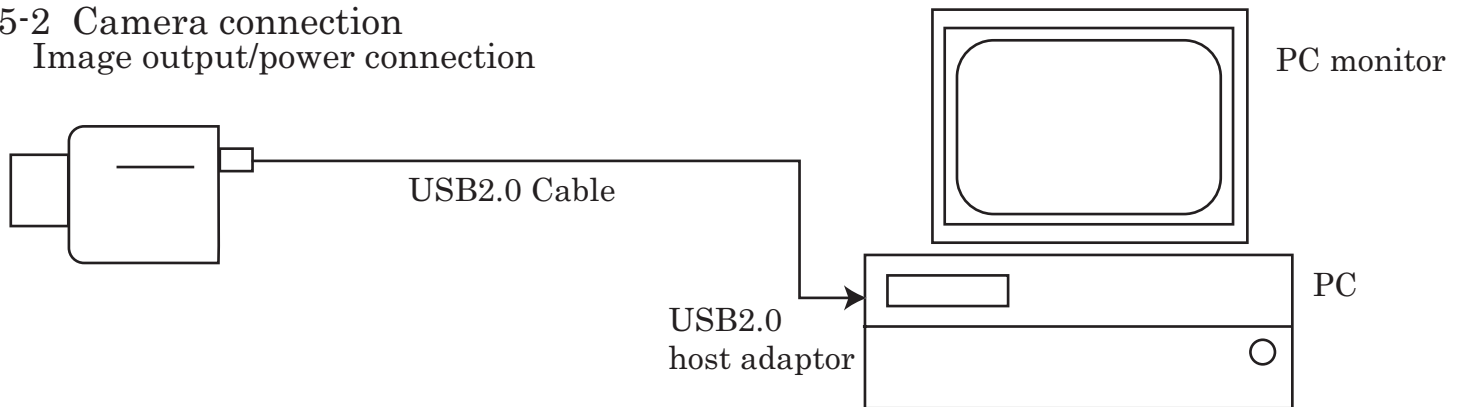 5-2 Camera connection
Image output/power connection
PC monitor
USB2.0 Cable
PC
USB2.0
host adaptor